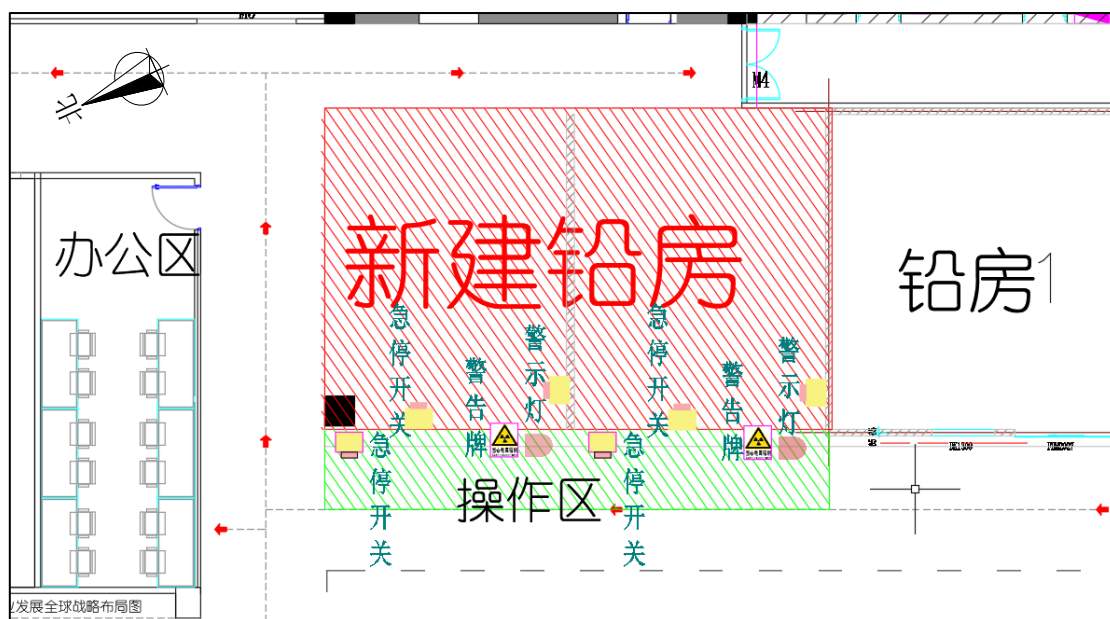 M4
北
办公区
新建铅房
铅房1
急停开关
警告牌
警示灯
急停开关
警告牌
警示灯
急停开关
急停开关
操作区
发展全球战略布局图